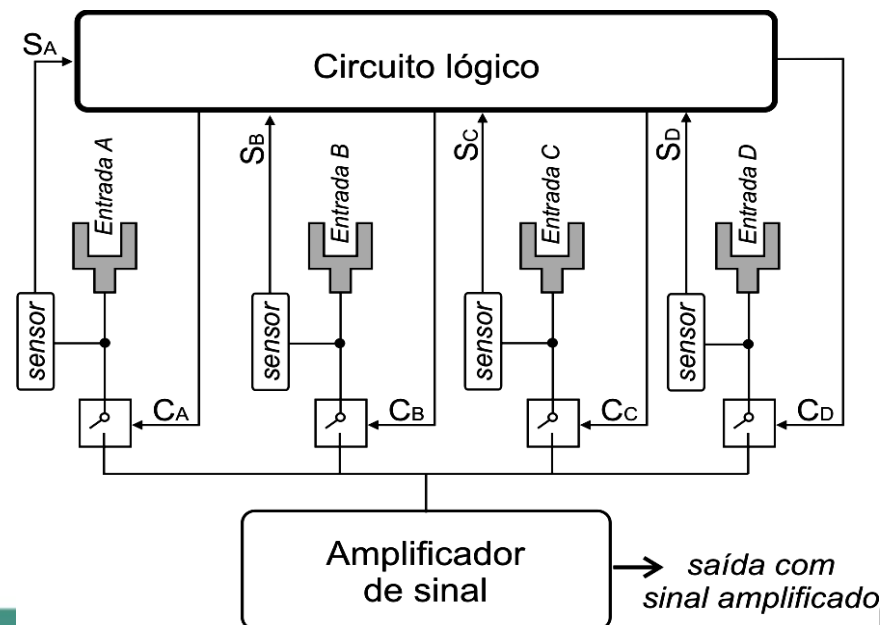 Circuito lógico
SA
SB
SC
SD
Entrada A
Entrada B
Entrada C
Entrada D
sensor
sensor
sensor
sensor
CA
CB
CC
CD
Amplificador
de sinal
saída com
sinal amplificado